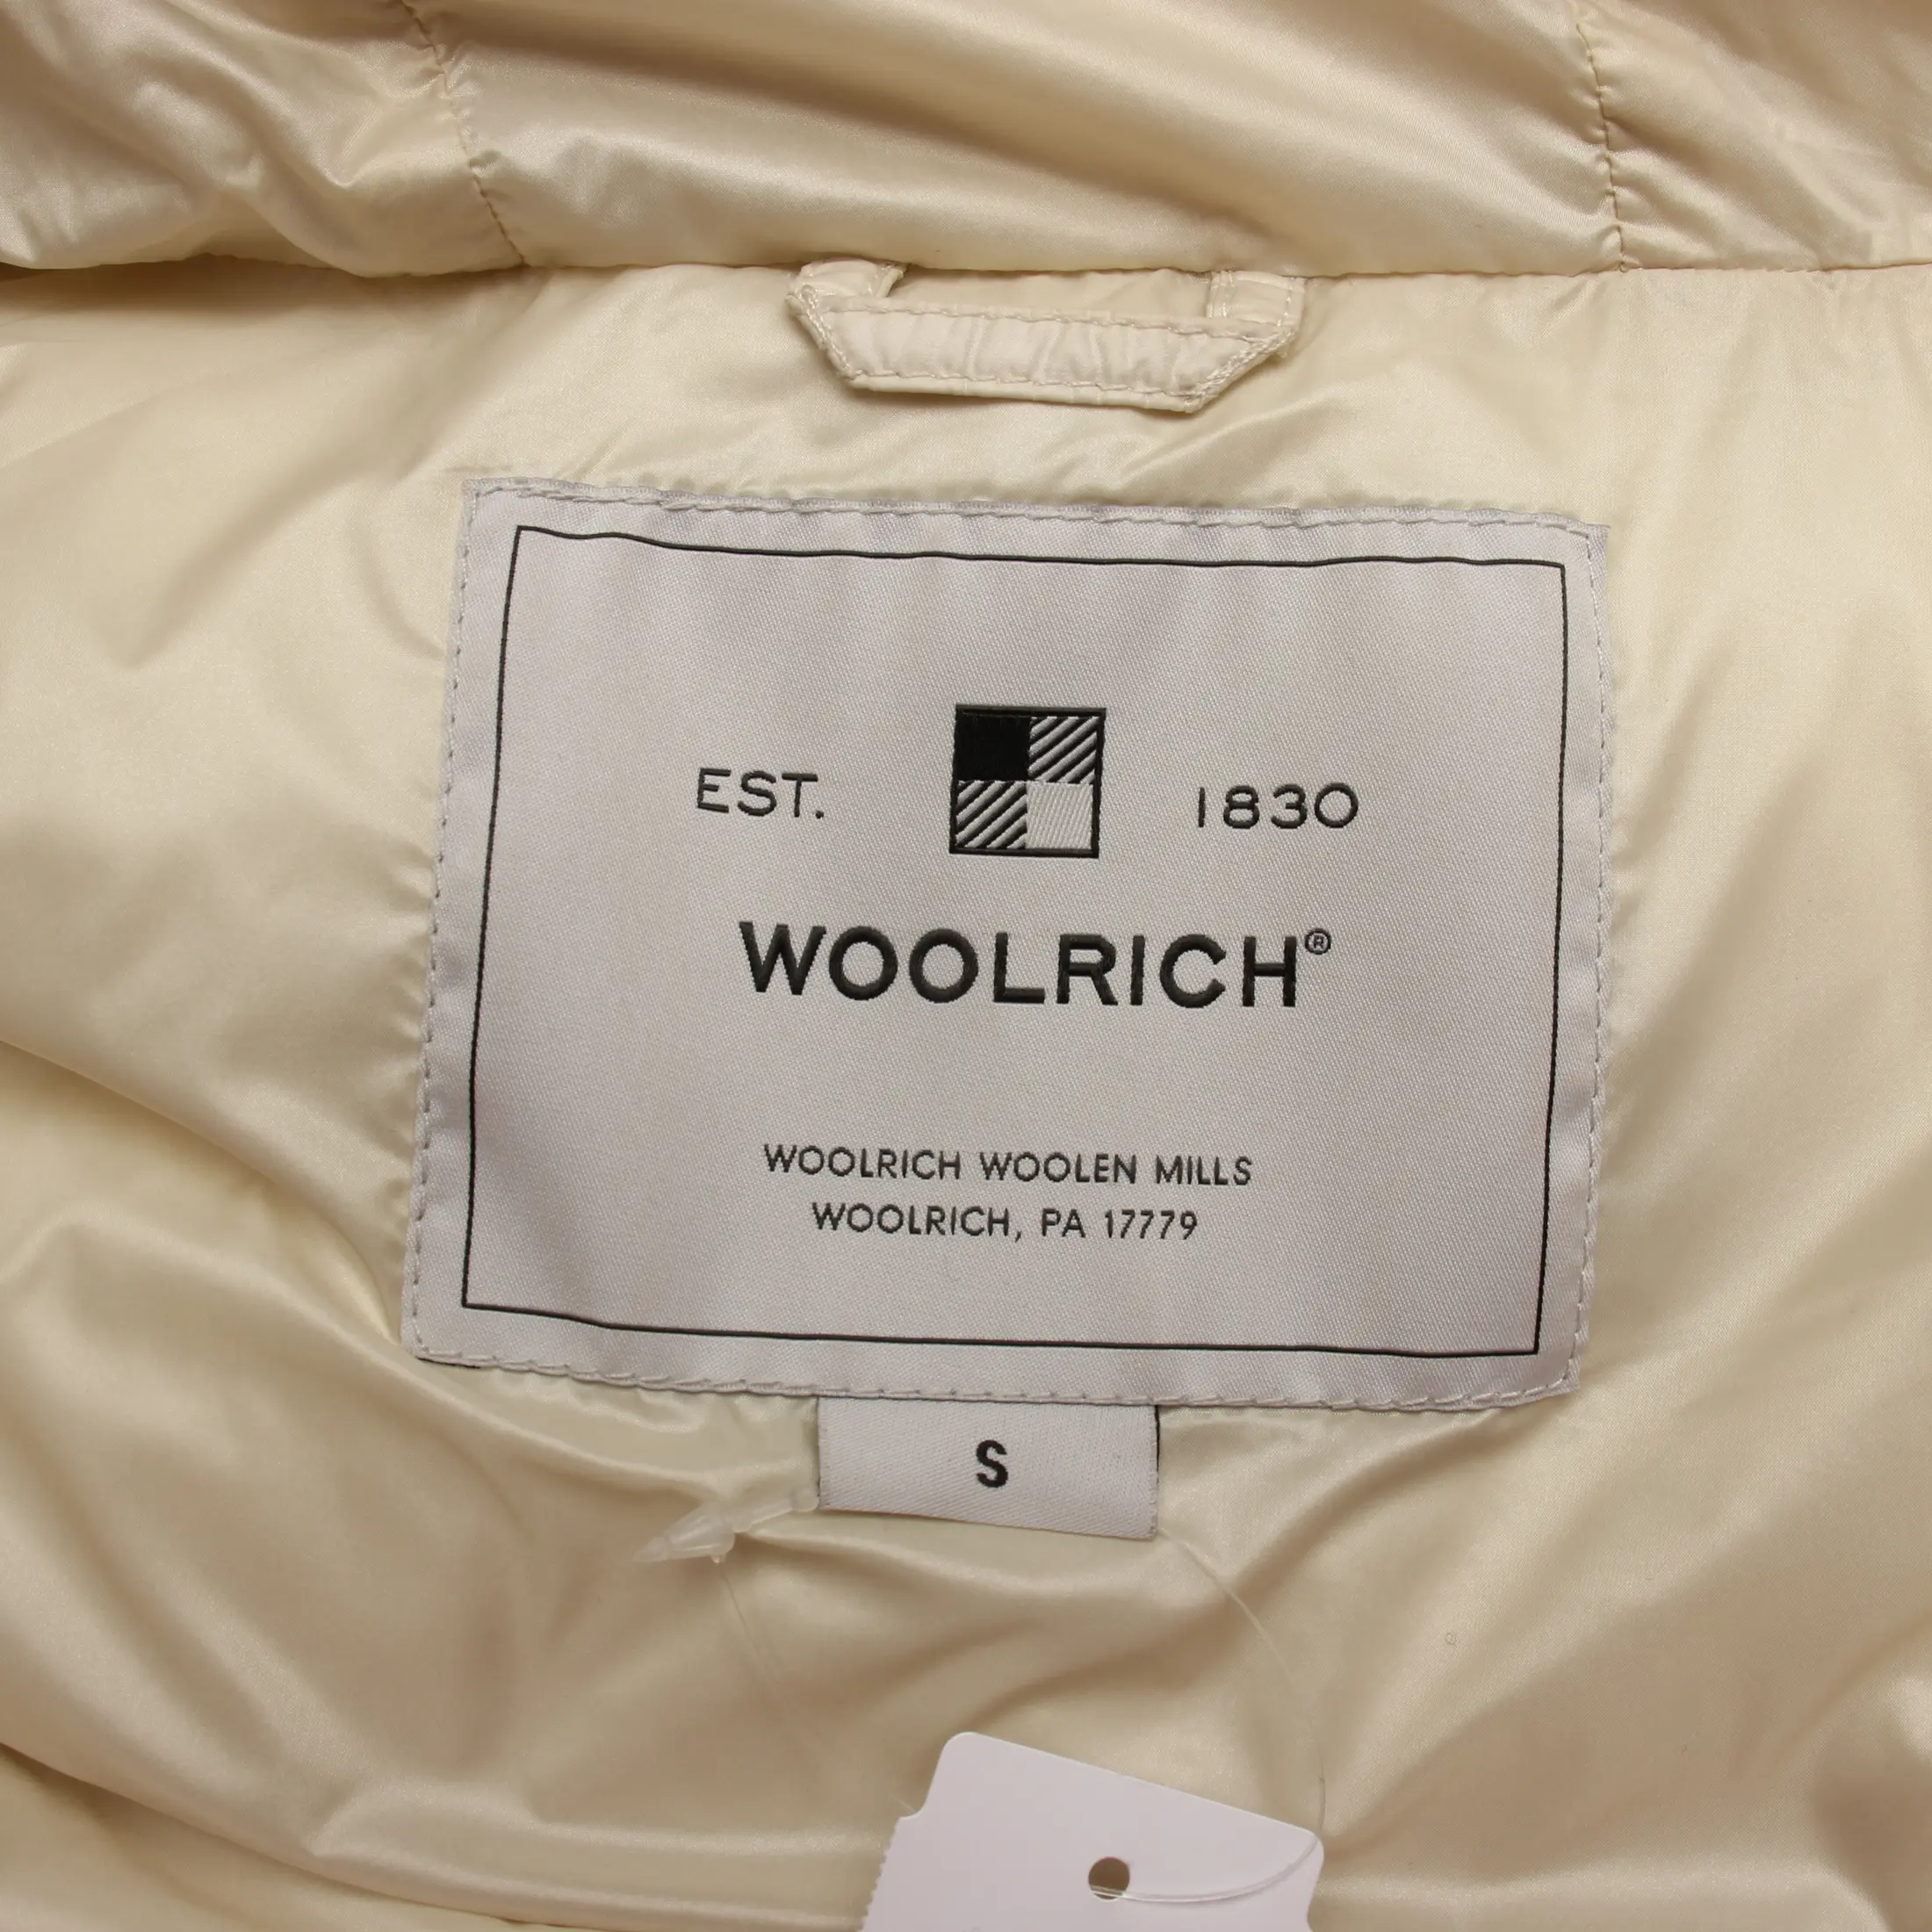 EST. 1830
WOOLRICH®
WOOLRICH WOOLEN MILLS
WOOLRICH, PA 17779
S